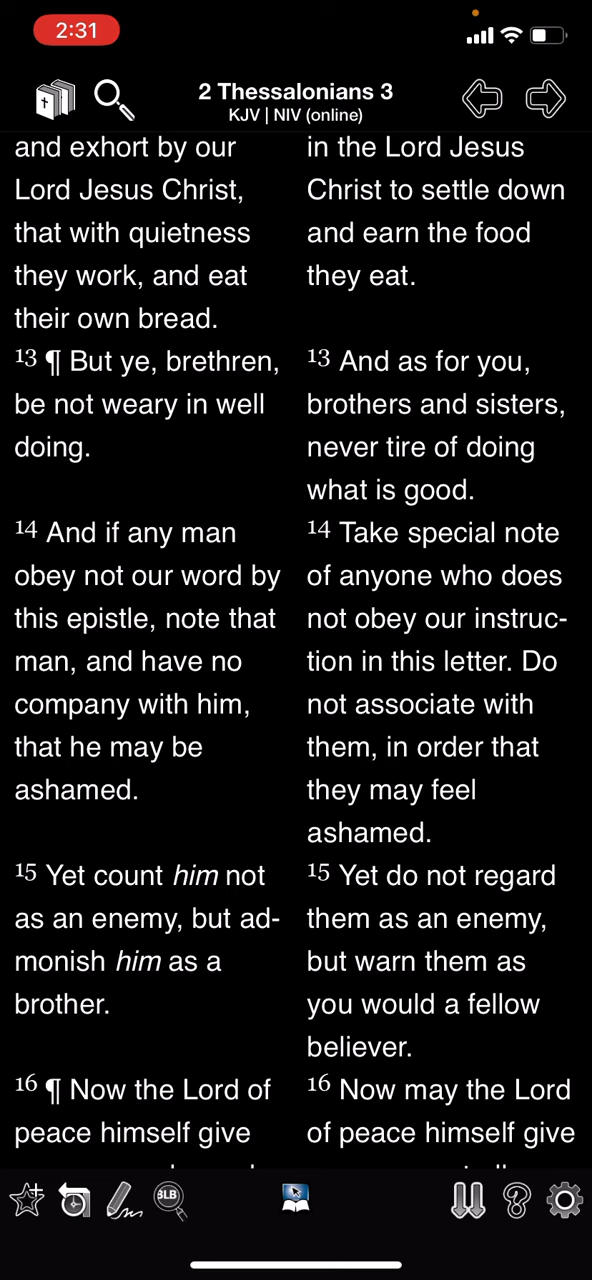 2:31
2 Thessalonians 3
KJV | NIV (online)
and exhort by our
Lord Jesus Christ,
that with quietness
they work, and eat
their own bread.
13 ¶ But ye, brethren,
be not weary in well
doing.
14 And if any man
obey not our word by
this epistle, note that
man, and have no
company with him,
that he may be
ashamed.
15 Yet count him not
as an enemy, but ad-
monish him as a
brother.
16 ¶ Now the Lord of
peace himself give
in the Lord Jesus
Christ to settle down
and earn the food
they eat.
13 And as for you,
brothers and sisters,
never tire of doing
what is good.
14 Take special note
of anyone who does
not obey our instruc-
tion in this letter. Do
not associate with
them, in order that
they may feel
ashamed.
15 Yet do not regard
them as an enemy,
but warn them as
you would a fellow
believer.
16 Now may the Lord
of peace himself give
BLB